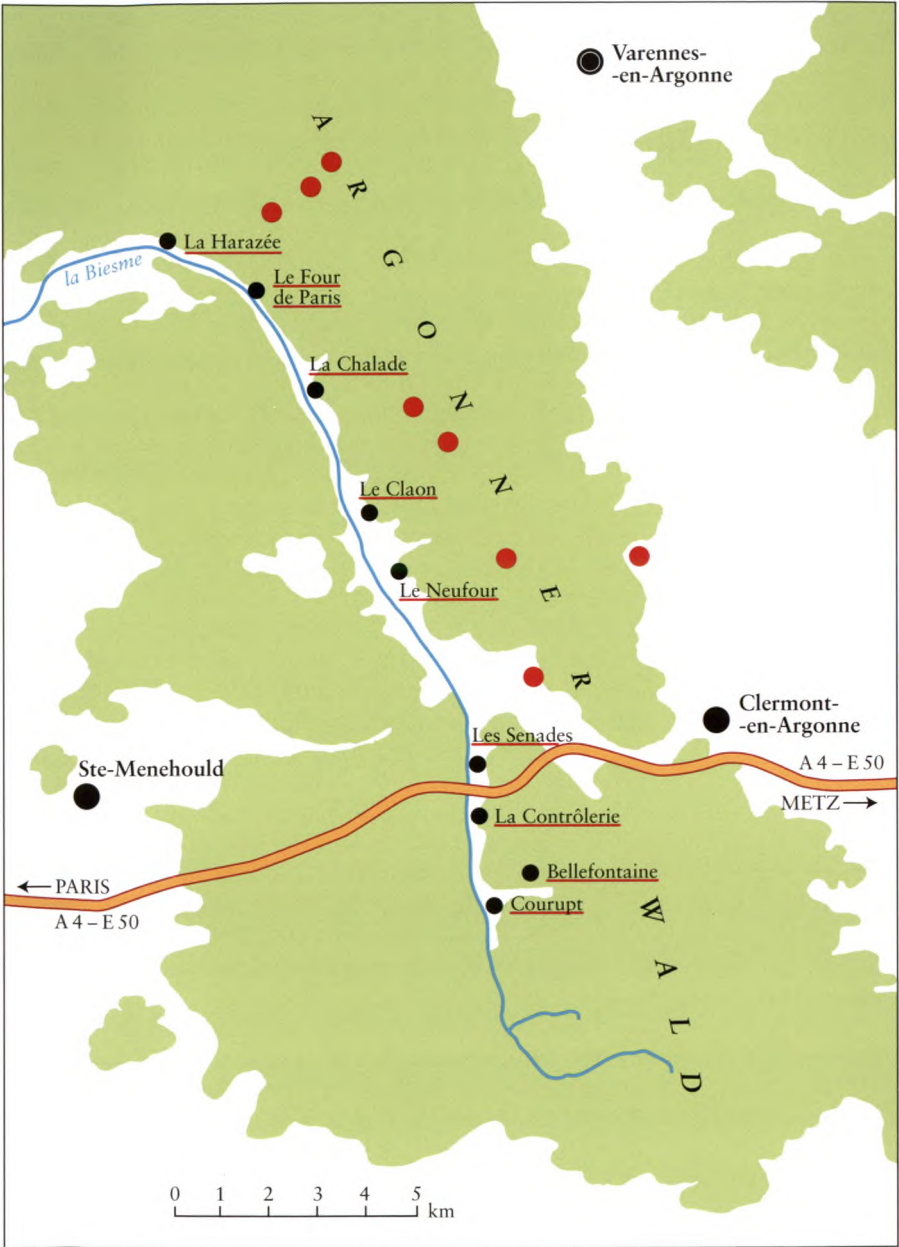 Varennes-
-en-Argonne
ARGONNER
La Harazée
la Biesme
Le Four
de Paris
La Chalade
Le Claon
Le Neufour
Clermont-
-en-Argonne
Les Senades
Ste-Menehould
A 4 – E 50
METZ →
La Contrôlerie
Bellefontaine
← PARIS
Courupt
A 4 – E 50
WALD
0 1 2 3 4 5
km